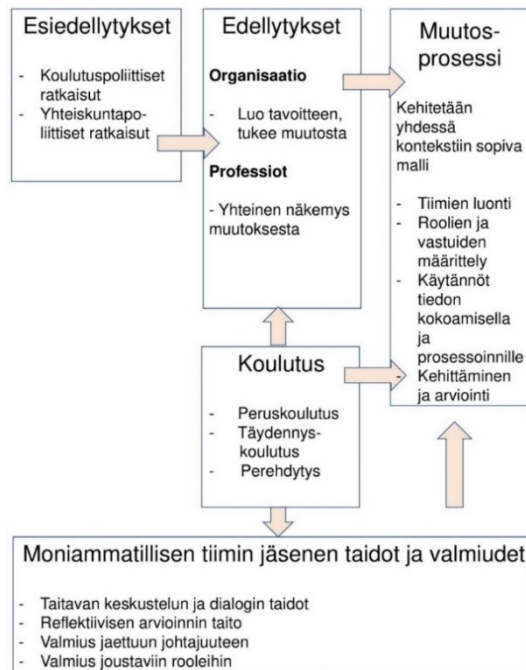 Esiedellytykset
- Koulutuspoliittiset
ratkaisut
- Yhteiskuntapo-
liittiset ratkaisut
Edellytykset
Organisaatio
- Luo tavoitteen,
tukee muutosta
Professiot
- Yhteinen näkemys
muutoksesta
Muutos-
prosessi
Kehitetään
yhdessä
kontekstiin sopiva
malli
- Tiimien luonti
- Roolien ja
vastuiden
määrittely
- Käytännöt
tiedon
kokoamisella
ja
prosessoinnille
- Kehittäminen
ja arviointi
Koulutus
- Peruskoulutus
- Täydennys-
koulutus
- Perehdytys
Moniammatillisen tiimin jäsenen taidot ja valmiudet
- Taitavan keskustelun ja dialogin taidot
- Reflektiivisen arvioinnin taito
- Valmius jaettuun johtajuuteen
- Valmius joustaviin rooleihin